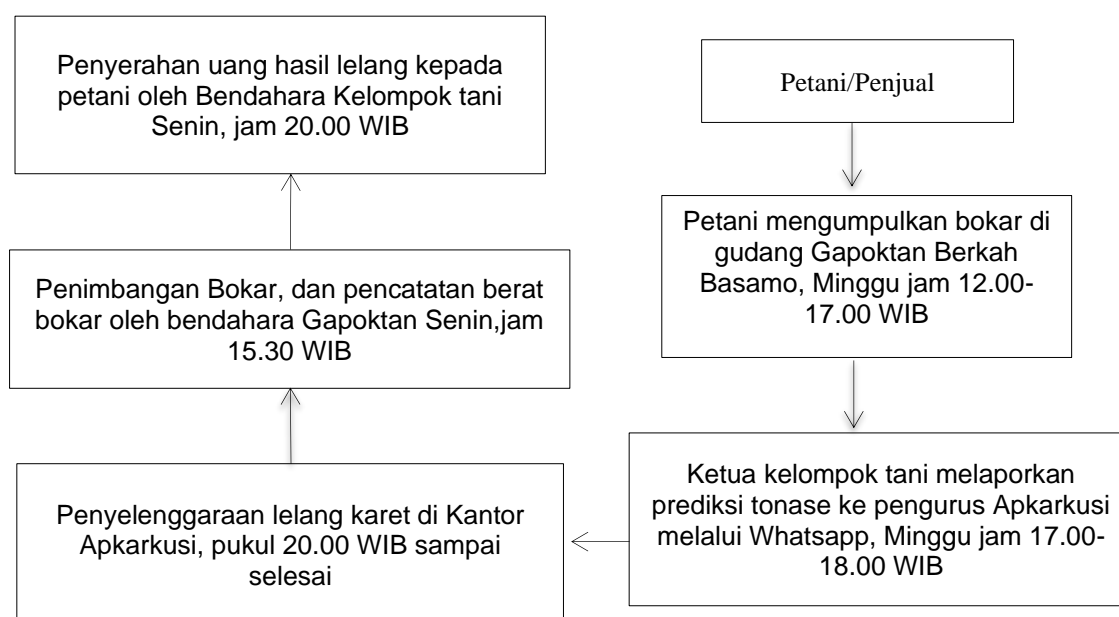 Penyerahan uang hasil lelang kepada
petani oleh Bendahara Kelompok tani
Senin, jam 20.00 WIB
Petani/Penjual
Petani mengumpulkan bokar di
gudang Gapoktan Berkah
Basamo, Minggu jam 12.00-
17.00 WIB
Penimbangan Bokar, dan pencatatan berat
bokar oleh bendahara Gapoktan Senin,jam
15.30 WIB
Ketua kelompok tani melaporkan
prediksi tonase ke pengurus Apkarkusi
melalui Whatsapp, Minggu jam 17.00-
18.00 WIB
Penyelenggaraan lelang karet di Kantor
Apkarkusi, pukul 20.00 WIB sampai
selesai